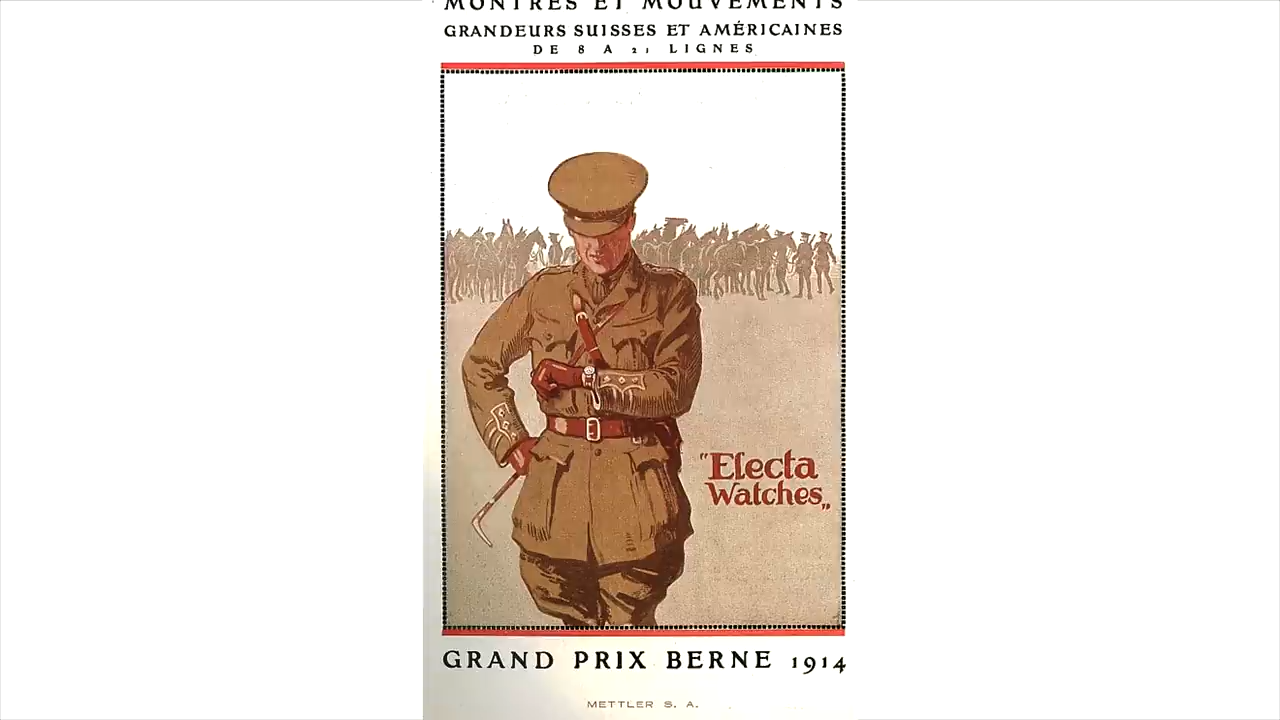 MONTRES ET MOUVEMENTS
GRANDEURS SUISSES ET AMÉRICAINES
DE 8 A 21 LIGNES
"Electa
Watches„
GRAND PRIX BERNE 1914
METTLER S. A.